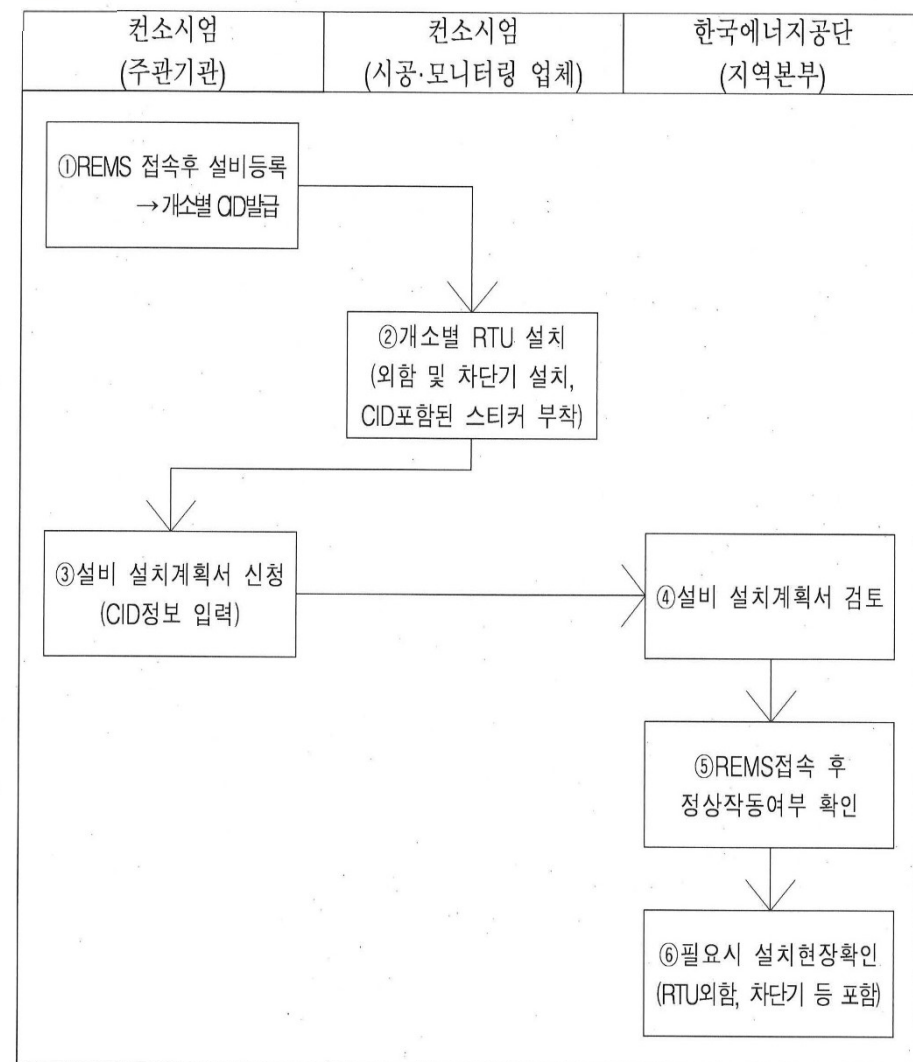 컨소시엄
(주관기관)
컨소시엄
(시공·모니터링 업체)
한국에너지공단
(지역본부)
①REMS 접속후 설비등록
→개소별 CID발급
②개소별 RTU 설치
(외함 및 차단기 설치,
CID포함된 스티커 부착)
③설비 설치계획서 신청
(CID정보 입력)
④설비 설치계획서 검토
⑤REMS접속 후
정상작동여부 확인
⑥필요시 설치현장확인
(RTU외함, 차단기 등 포함)